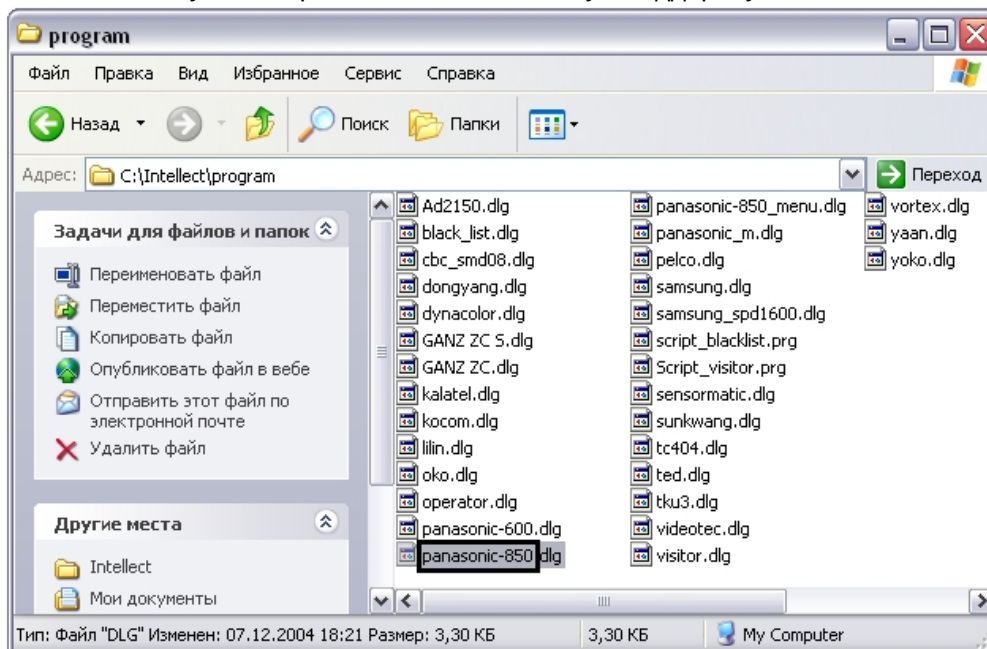 program
Файл Правка Вид Избранное Сервис Справка
Назад Поиск Папки
Адрес: C:\Intellect\program Переход
Задачи для файлов и папок
Переименовать файл
Переместить файл
Копировать файл
Опубликовать файл в вебе
Отправить этот файл по
электронной почте
Удалить файл
Другие места
Intellect
Мои документы
Ad2150.dlg
black_list.dlg
cbc_smd08.dlg
dongyang.dlg
dynacolor.dlg
GANZ ZC S.dlg
GANZ ZC.dlg
kalatel.dlg
kocom.dlg
lilin.dlg
oko.dlg
operator.dlg
panasonic-600.dlg
panasonic-850.dlg
panasonic-850_menu.dlg
panasonic_m.dlg
pelco.dlg
samsung.dlg
samsung_spd1600.dlg
script_blacklist.prg
Script_visitor.prg
sensormatic.dlg
sunkwang.dlg
tc404.dlg
ted.dlg
tku3.dlg
videotec.dlg
visitor.dlg
vortex.dlg
yaan.dlg
yoko.dlg
Тип: Файл "DLG" Изменен: 07.12.2004 18:21 Размер: 3,30 КБ 3,30 КБ My Computer